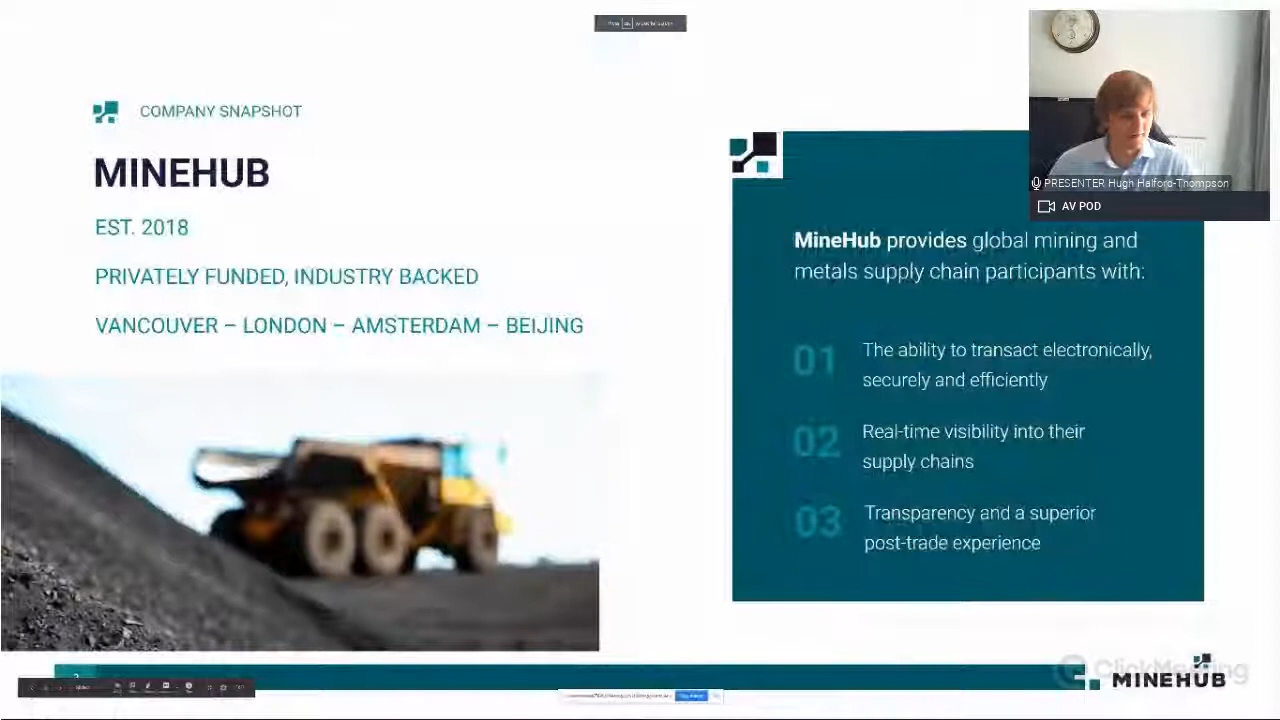 COMPANY SNAPSHOT
MINEHUB
EST. 2018
PRIVATELY FUNDED, INDUSTRY BACKED
VANCOUVER – LONDON – AMSTERDAM – BEIJING
PRESENTER Hugh Halford-Thompson
AV POD
MineHub provides global mining and
metals supply chain participants with:
01 The ability to transact electronically,
securely and efficiently
02 Real-time visibility into their
supply chains
03 Transparency and a superior
post-trade experience
ClickMeeting
MINEHUB